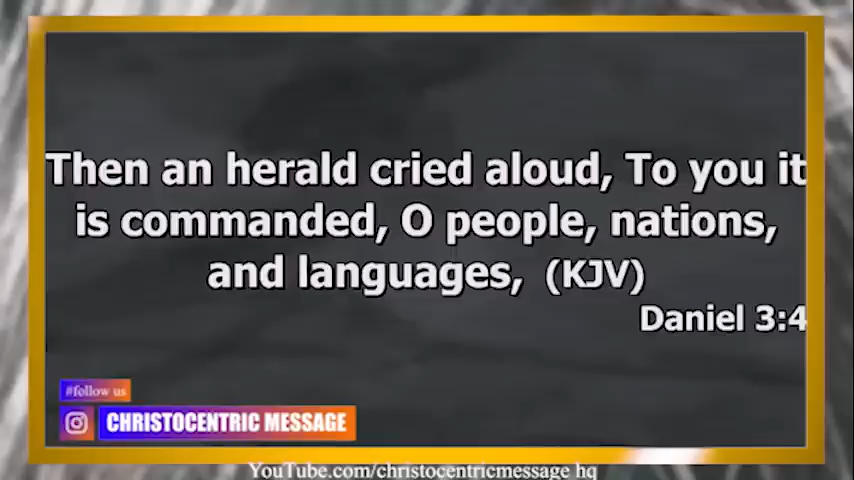 Then an herald cried aloud, To you it
is commanded, O people, nations,
and languages, (KJV)
Daniel 3:4
#follow us
CHRISTOCENTRIC MESSAGE
YouTube.com/christocentricmessage hq